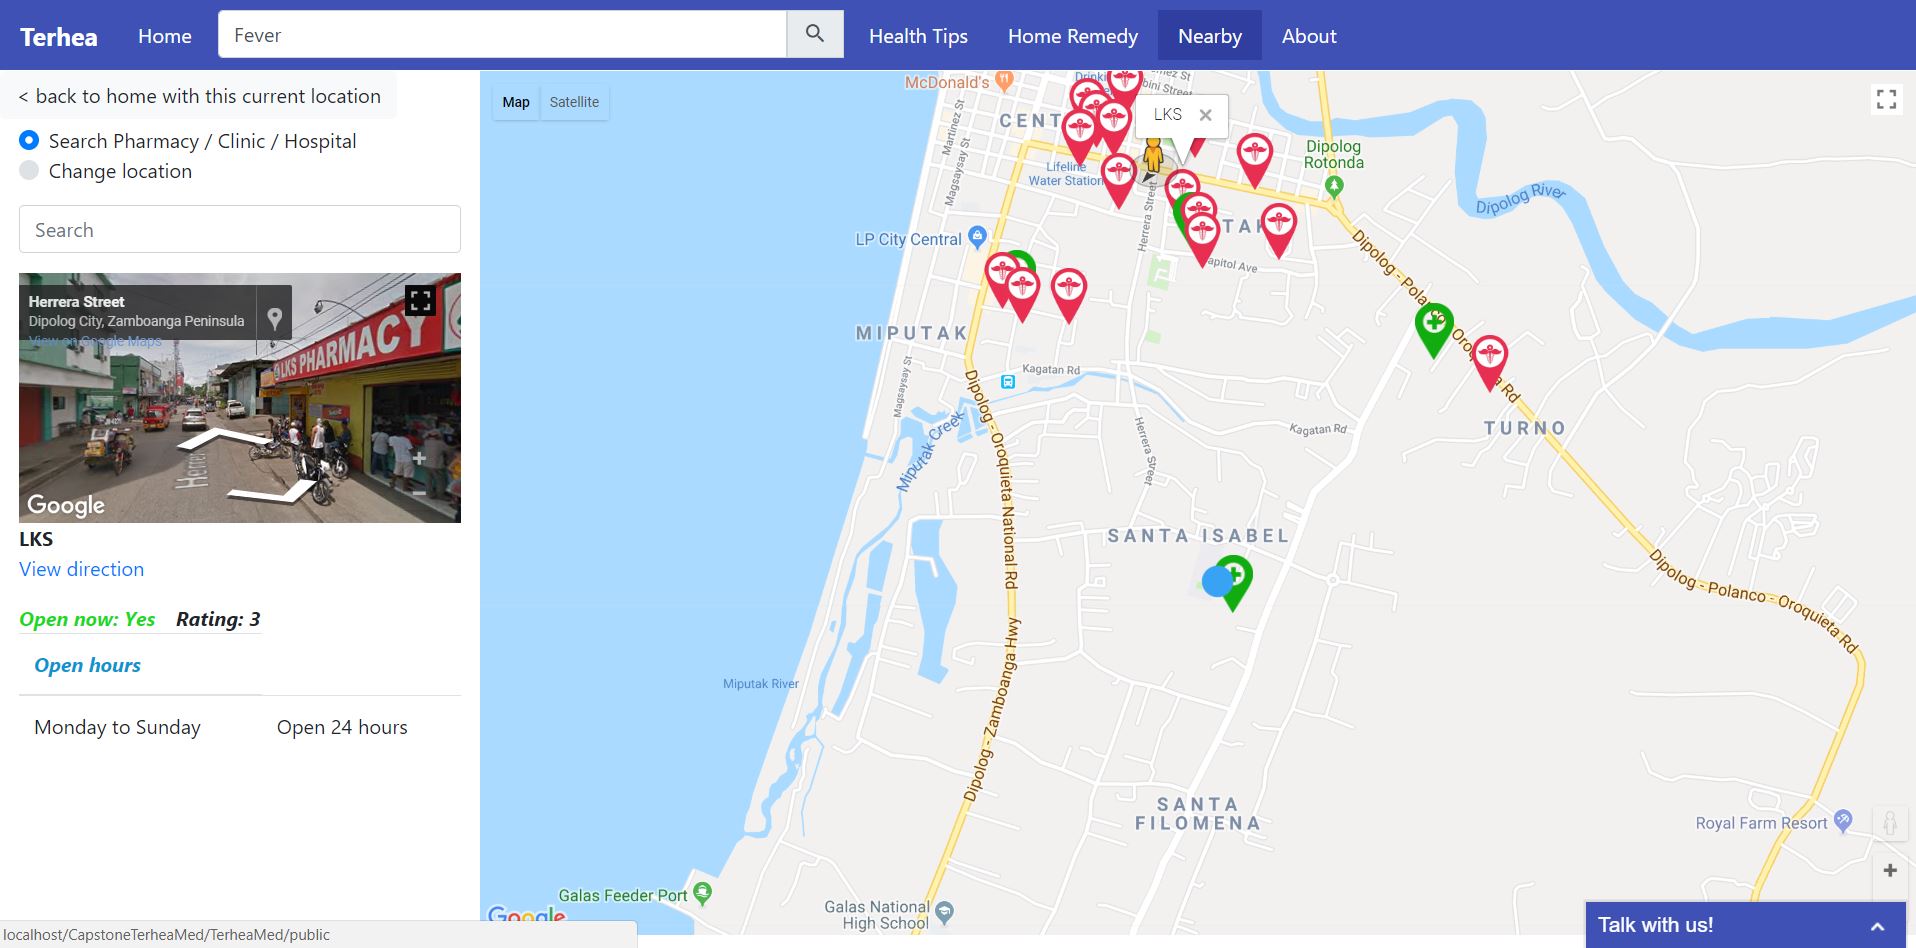 Terhea
Home
Fever
Health Tips
Home Remedy
Nearby
About
< back to home with this current location
Search Pharmacy / Clinic / Hospital
Change location
Search
Herrera Street
Dipolog City, Zamboanga Peninsula
View on Google Maps
LKS PHARMACY
Google
LKS
View direction
Open now: Yes Rating: 3
Open hours
Monday to Sunday Open 24 hours
Map
Satellite
McDonald's
Martinez St
Magsaysay St
LKS
Lifeline
Water Station
Herrera Street
Dipolog
Rotonda
Dipolog River
LP City Central
Capitol Ave
MIPUTAK
Magsaysay St
Kagatan Rd
Miputak Creek
Dipolog - Oroquieta National Rd
Herrera Street
Kagatan Rd
TURNO
SANTA ISABEL
Dipolog - Polanco - Oroquieta Rd
Dipolog - Zamboanga Hwy
Miputak River
SANTA
FILOMENA
Royal Farm Resort
Galas Feeder Port
Galas National
High School
Google
Talk with us!
localhost/CapstoneTerheaMed/TerheaMed/public